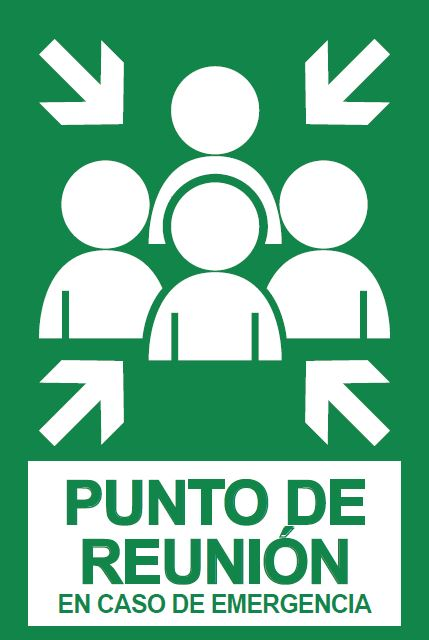 PUNTO DE
REUNIÓN
EN CASO DE EMERGENCIA